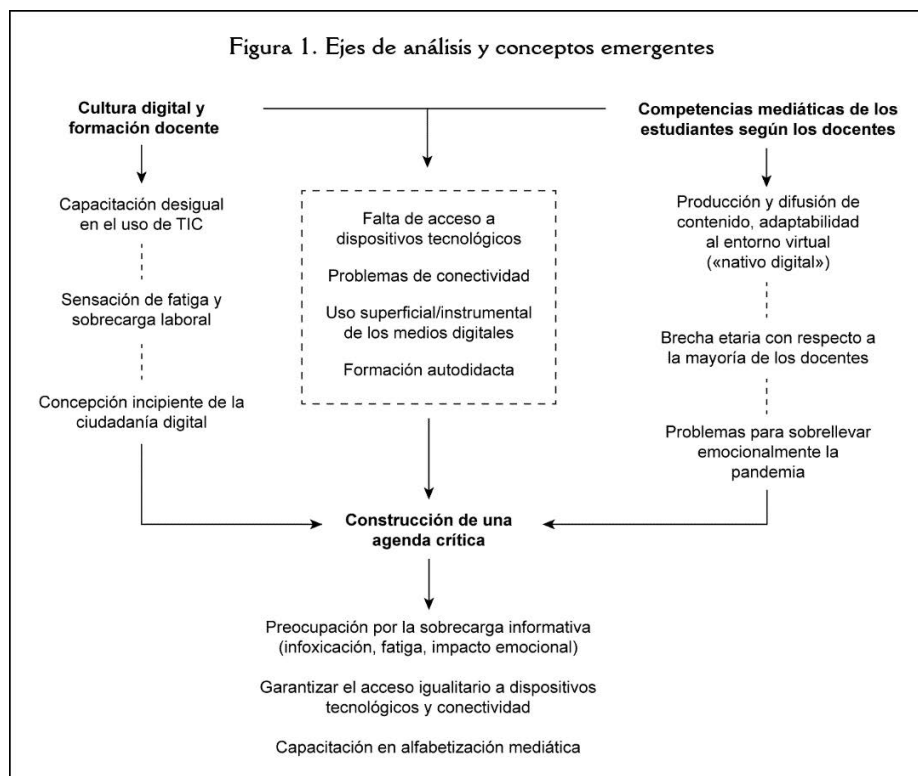 Figura 1. Ejes de análisis y conceptos emergentes
Cultura digital y
formación docente
Capacitación desigual
en el uso de TIC
Sensación de fatiga y
sobrecarga laboral
Concepción incipiente de la
ciudadanía digital
Falta de acceso a
dispositivos tecnológicos
Problemas de conectividad
Uso superficial/instrumental
de los medios digitales
Formación autodidacta
Competencias mediáticas de los
estudiantes según los docentes
Producción y difusión de
contenido, adaptabilidad
al entorno virtual
(«nativo digital»)
Brecha etaria con respecto a
la mayoría de los docentes
Problemas para sobrellevar
emocionalmente la
pandemia
Construcción de una
agenda crítica
Preocupación por la sobrecarga informativa
(infoxicación, fatiga, impacto emocional)
Garantizar el acceso igualitario a dispositivos
tecnológicos y conectividad
Capacitación en alfabetización mediática